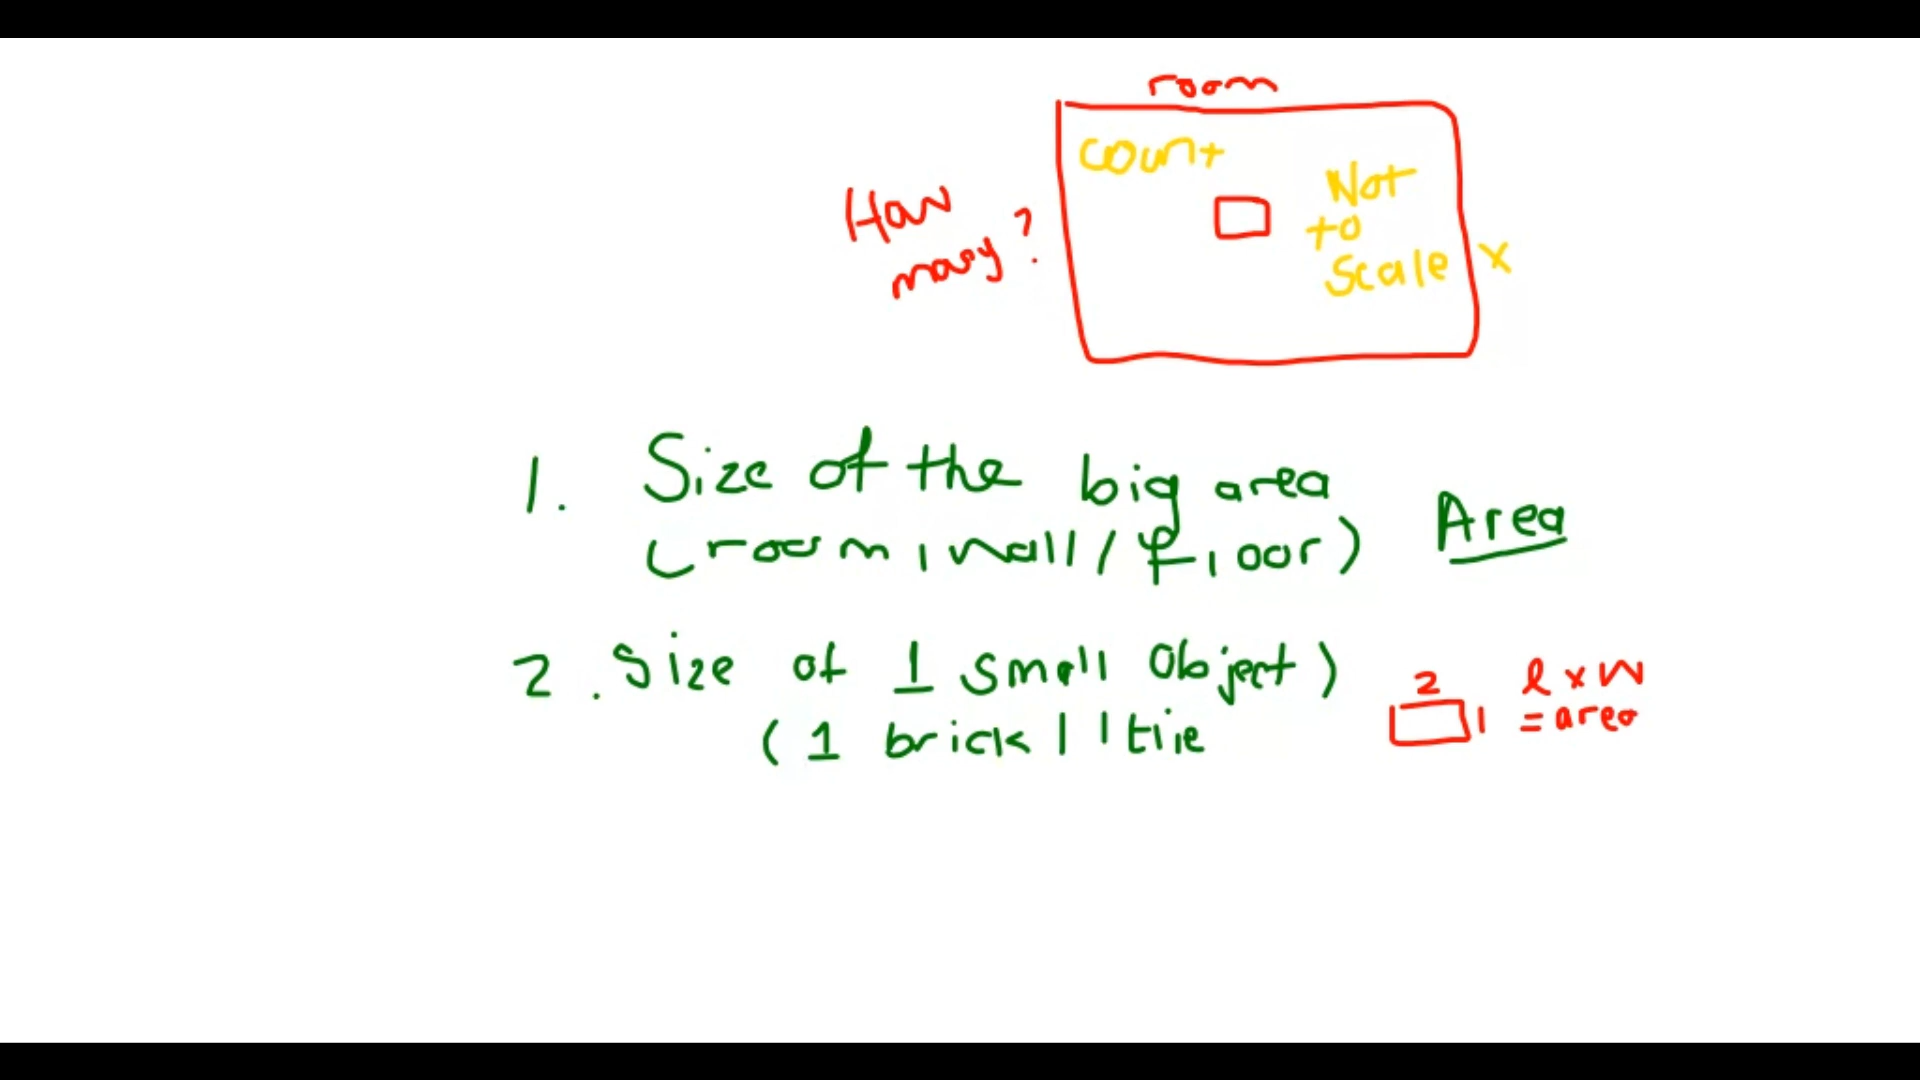 room
count
How
many?
Not
to
Scale x
1. Size of the big area
(room/wall/floor) Area
2. Size of 1 small object)
(1 brick/1 tile
2 l x w
1 = area